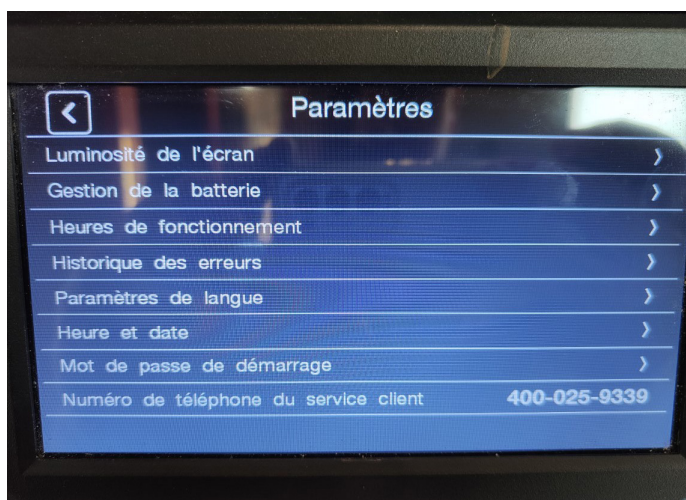 Paramètres
Luminosité de l'écran
Gestion de la batterie
Heures de fonctionnement
Historique des erreurs
Paramètres de langue
Heure et date
Mot de passe de démarrage
Numéro de téléphone du service client 400-025-9339